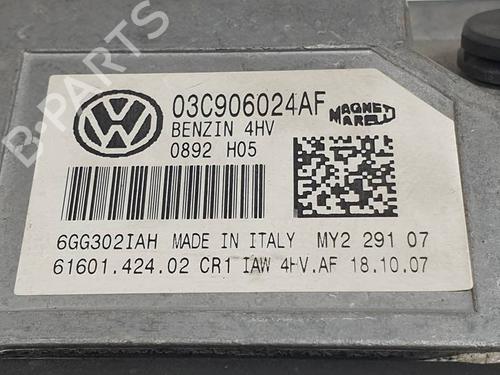 03C906024AF
MAGNETI
MARELLI
BENZIN 4HV
0892 H05
6GG302IAH MADE IN ITALY MY2 291 07
61601.424.02 CR1 IAW 4HV.AF 18.10.07
B-PARTS